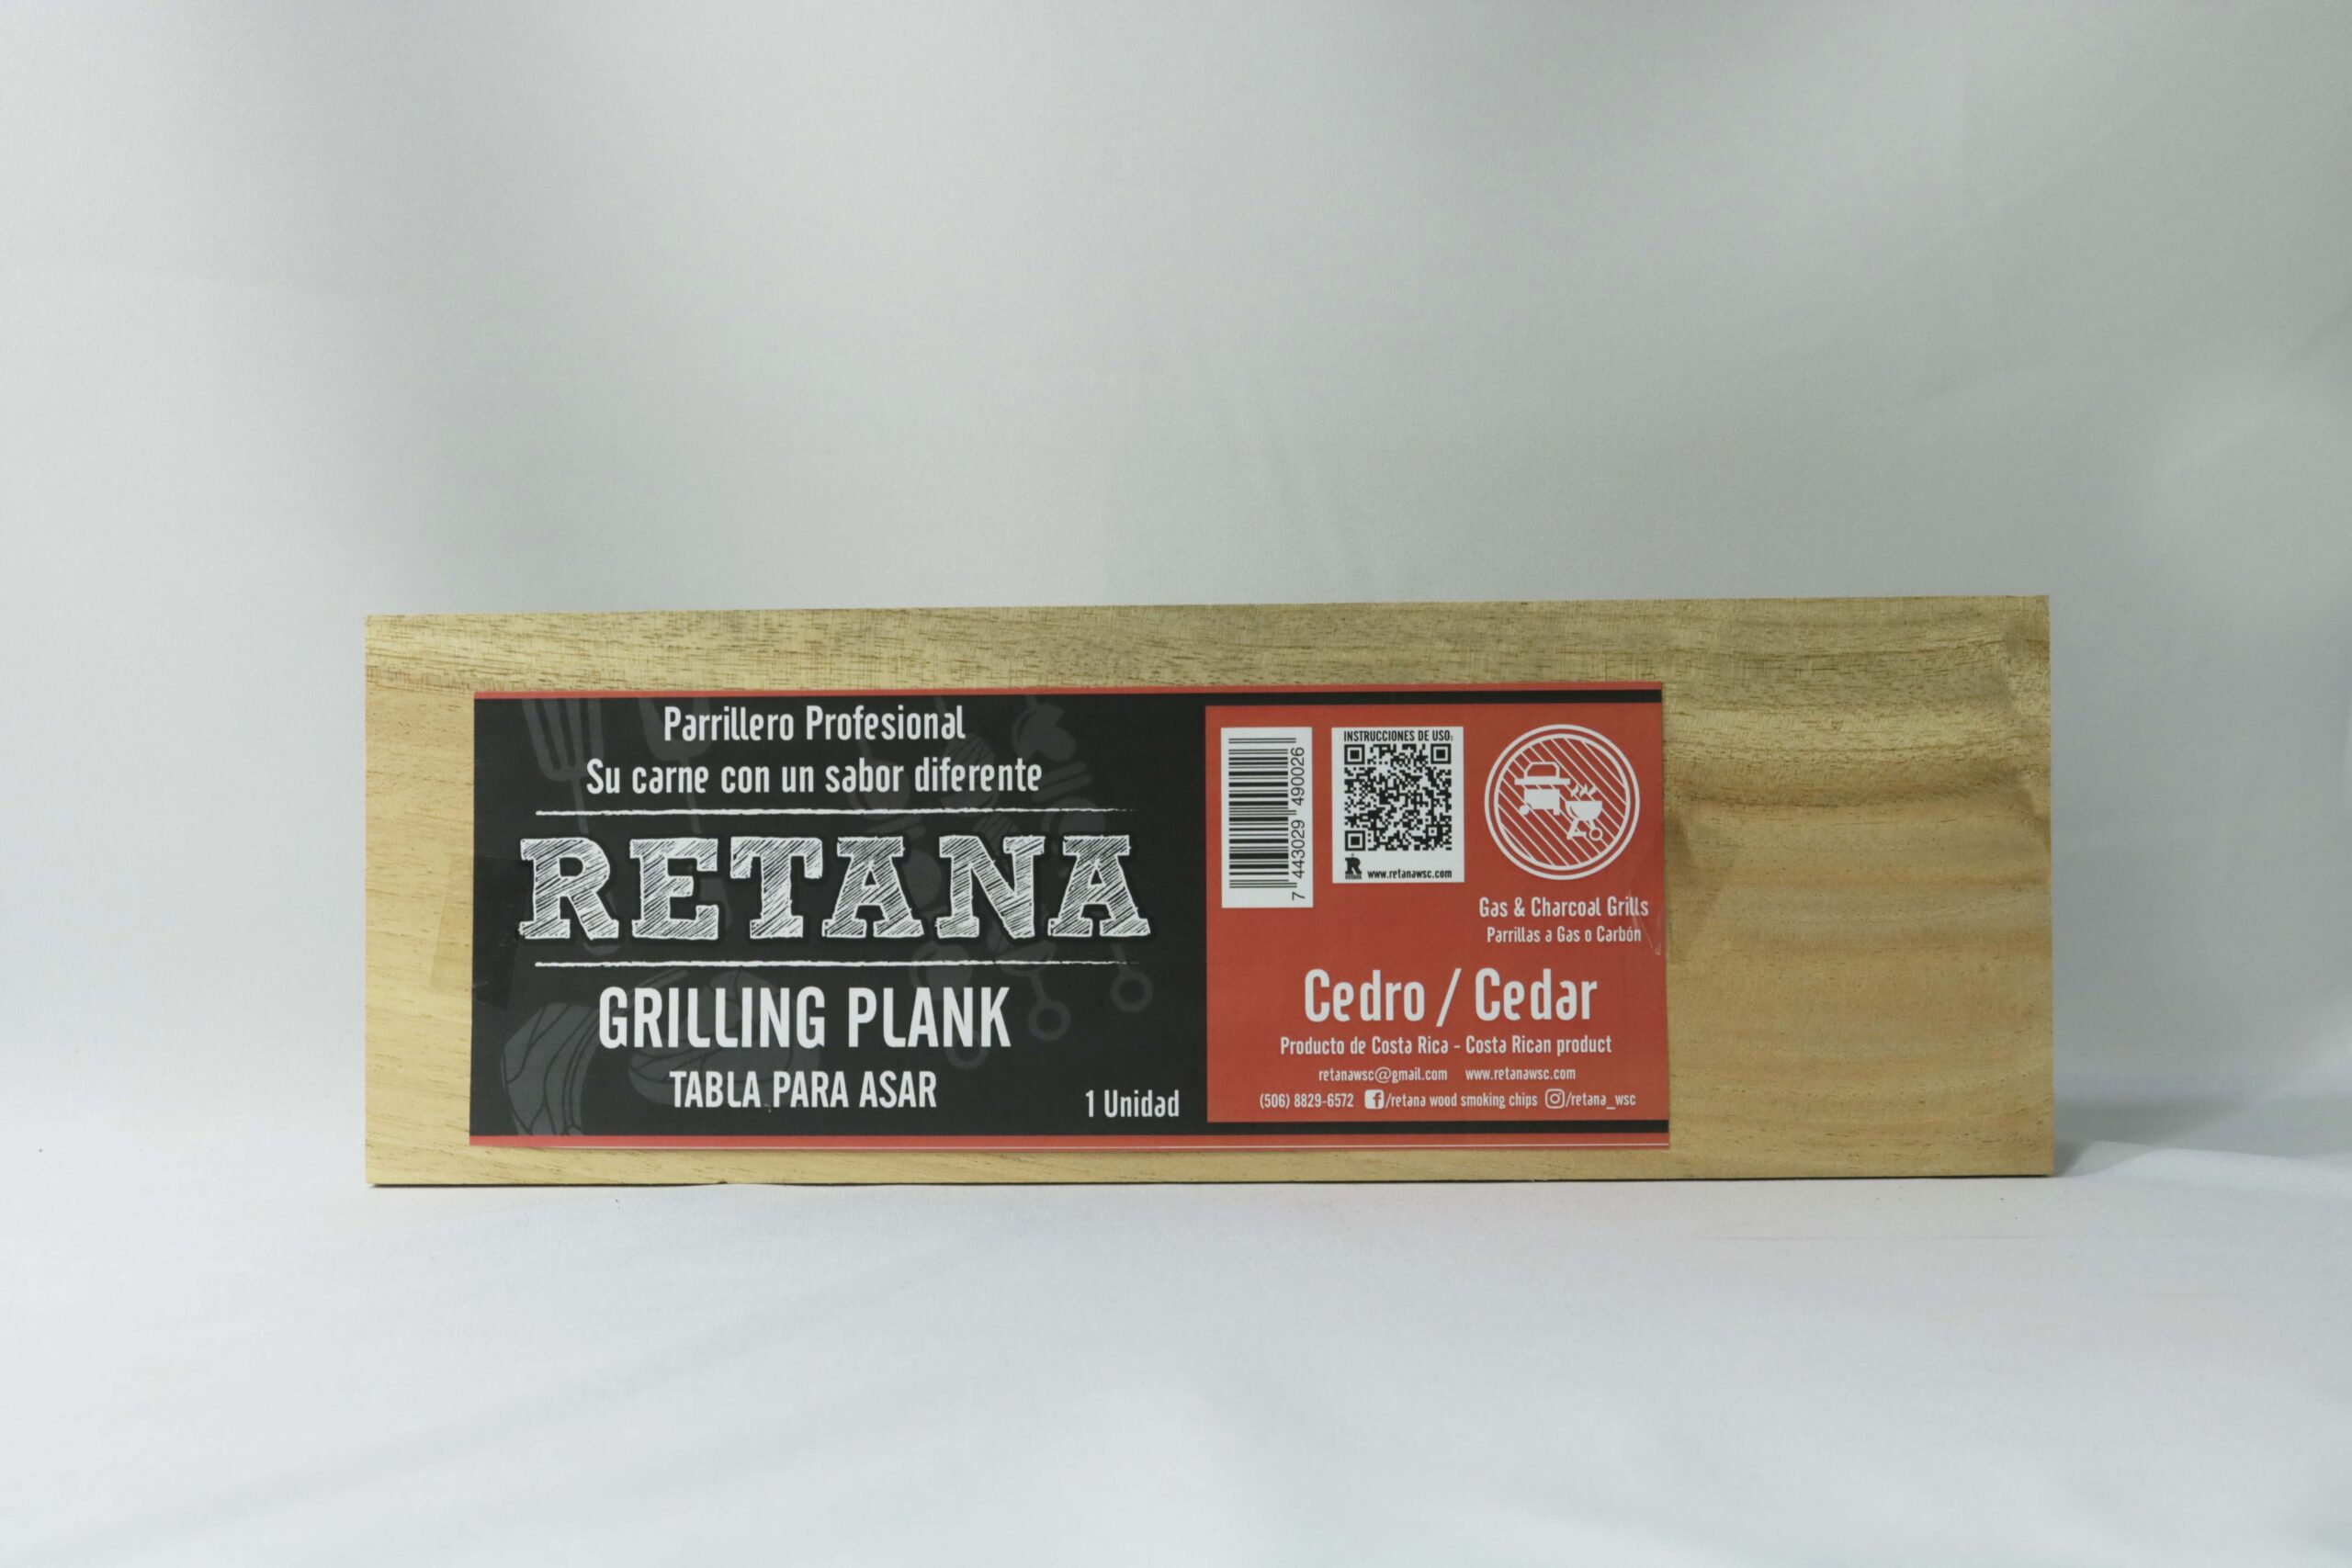 Parrillero Profesional
Su carne con un sabor diferente
RETANA
GRILLING PLANK
TABLA PARA ASAR
1 Unidad
7 443029 490026
INSTRUCCIONES DE USO:
R
www.retanawsc.com
Gas & Charcoal Grills
Parrillas a Gas o Carbón
Cedro / Cedar
Producto de Costa Rica - Costa Rican product
retanawsc@gmail.com www.retanawsc.com
(506) 8829-6572 f/retana wood smoking chips /retana_wsc